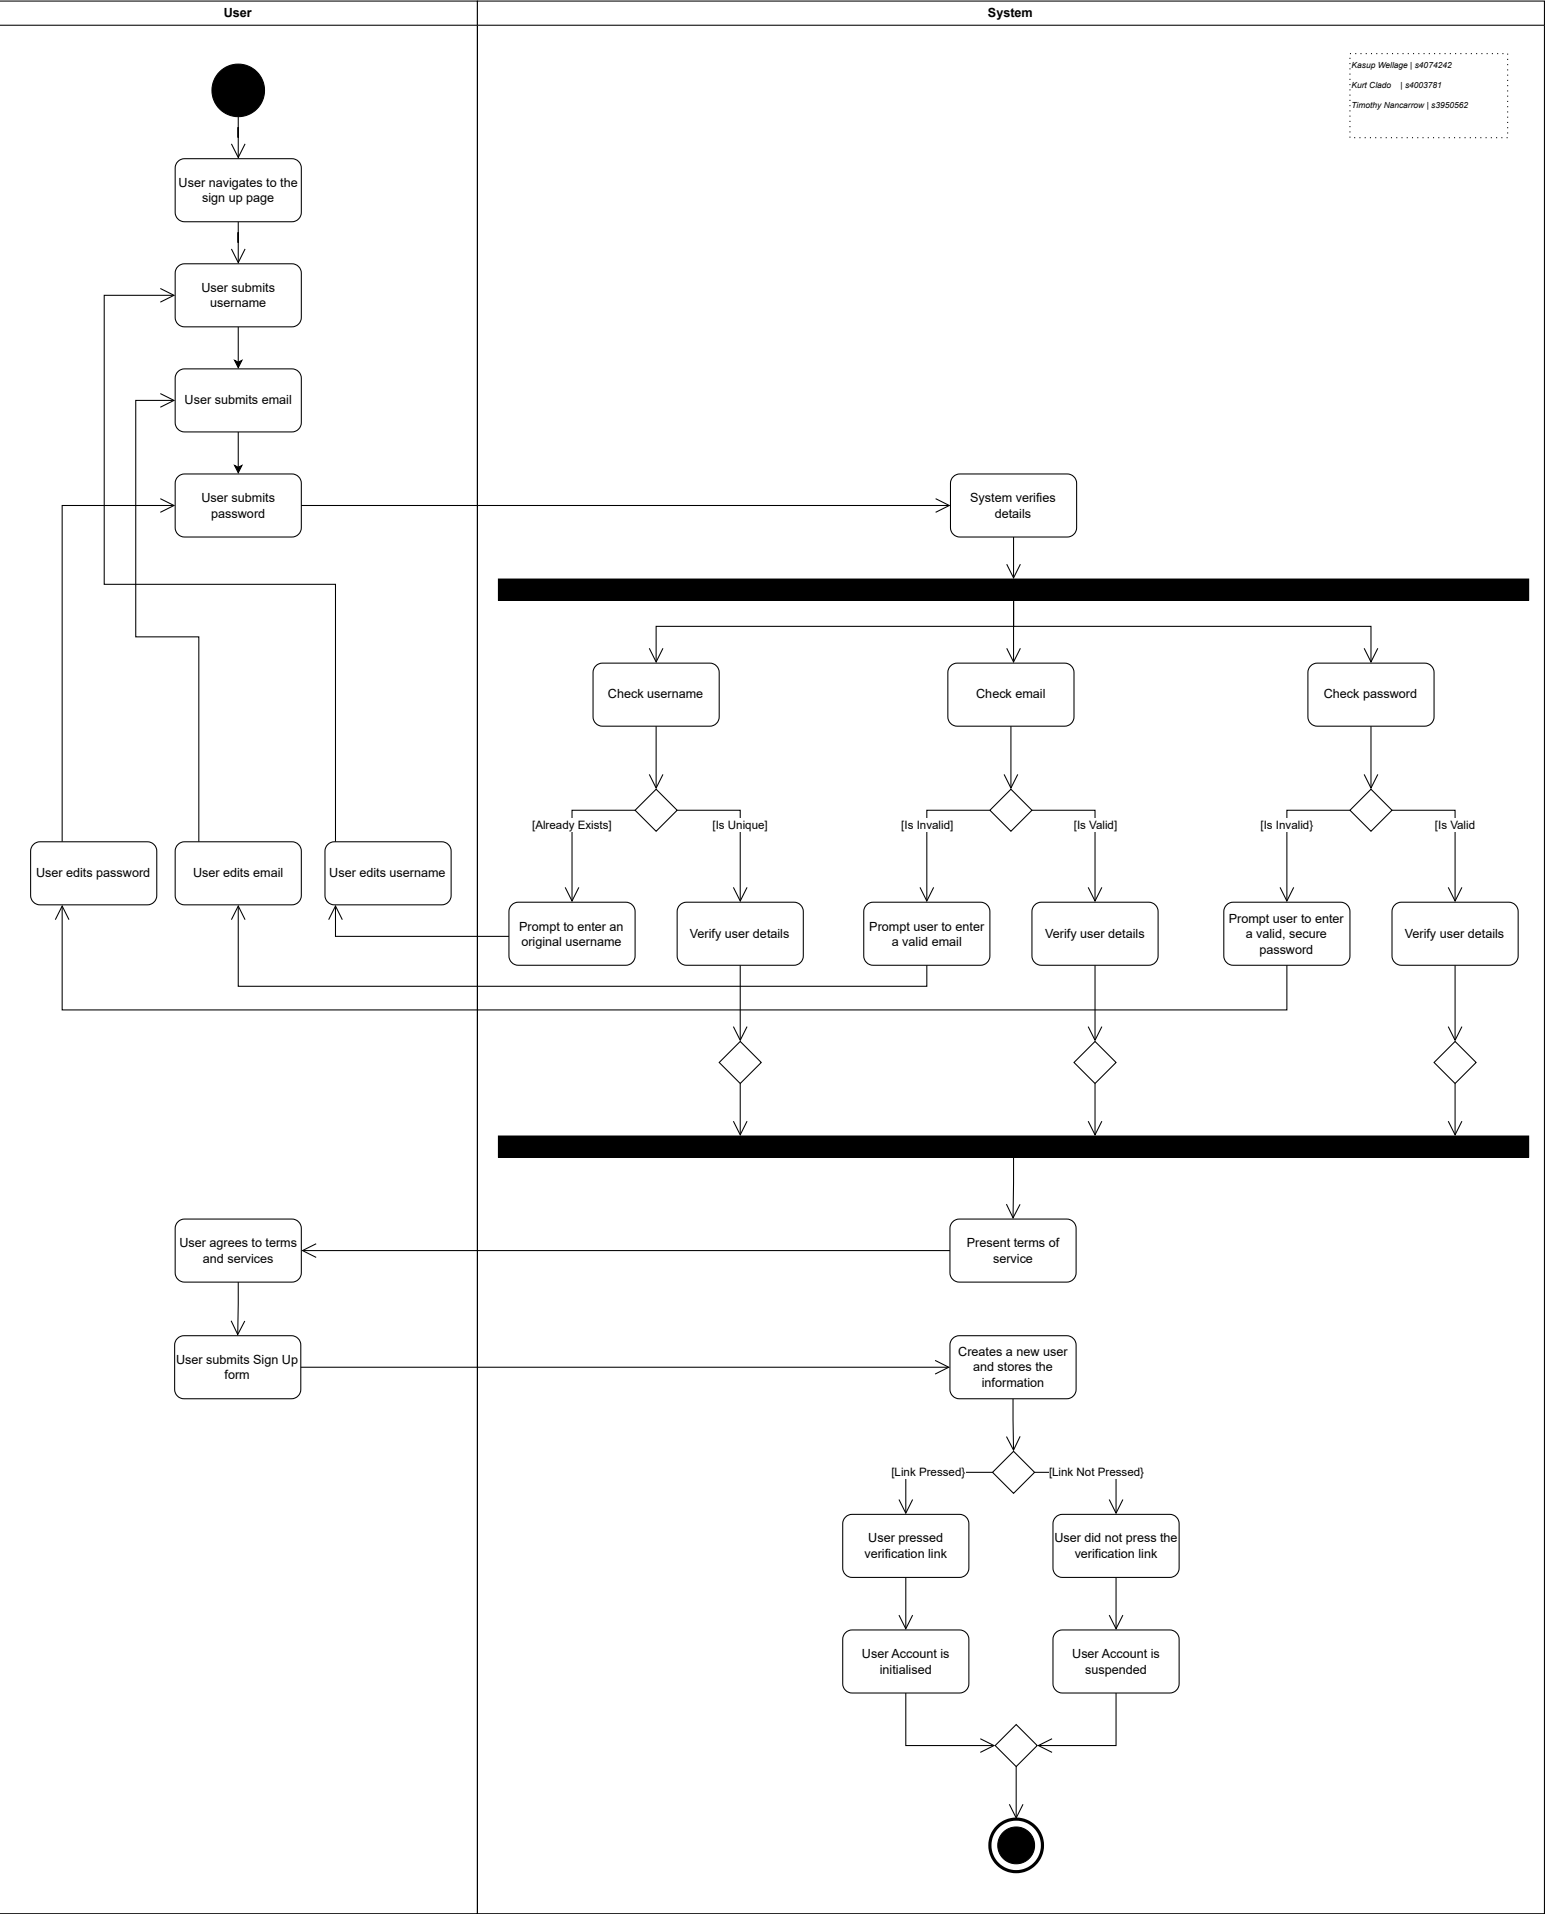 User
System
Kasup Wellage | s4074242
Kurt Clado | s4003781
Timothy Nancarrow | s3950562
User navigates to the
sign up page
User submits
username
User submits email
User submits
password
System verifies
details
Check username
Check email
Check password
[Already Exists]
[Is Unique]
[Is Invalid]
[Is Valid]
[Is Invalid}
[Is Valid
User edits password
User edits email
User edits username
Prompt to enter an
original username
Verify user details
Prompt user to enter
a valid email
Verify user details
Prompt user to enter
a valid, secure
password
Verify user details
User agrees to terms
and services
Present terms of
service
User submits Sign Up
form
Creates a new user
and stores the
information
[Link Pressed}
[Link Not Pressed}
User pressed
verification link
User did not press the
verification link
User Account is
initialised
User Account is
suspended